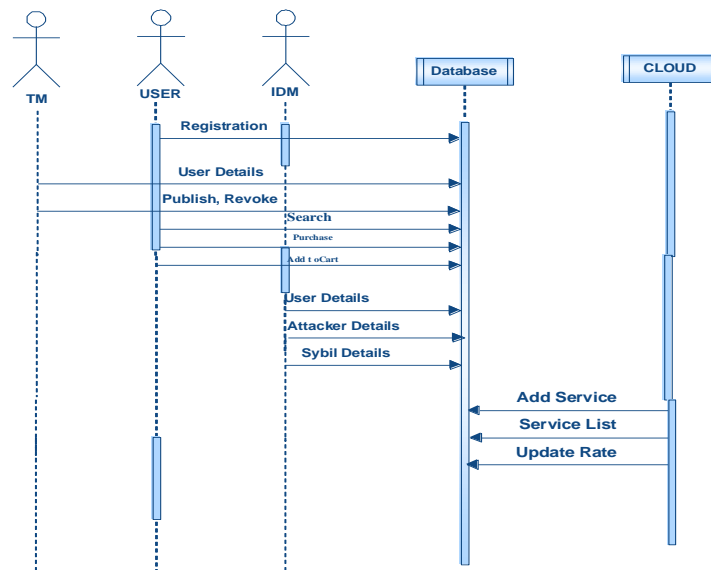 TM
USER
IDM
Database
CLOUD
Registration
User Details
Publish, Revoke
Search
Purchase
Add t oCart
User Details
Attacker Details
Sybil Details
Add Service
Service List
Update Rate